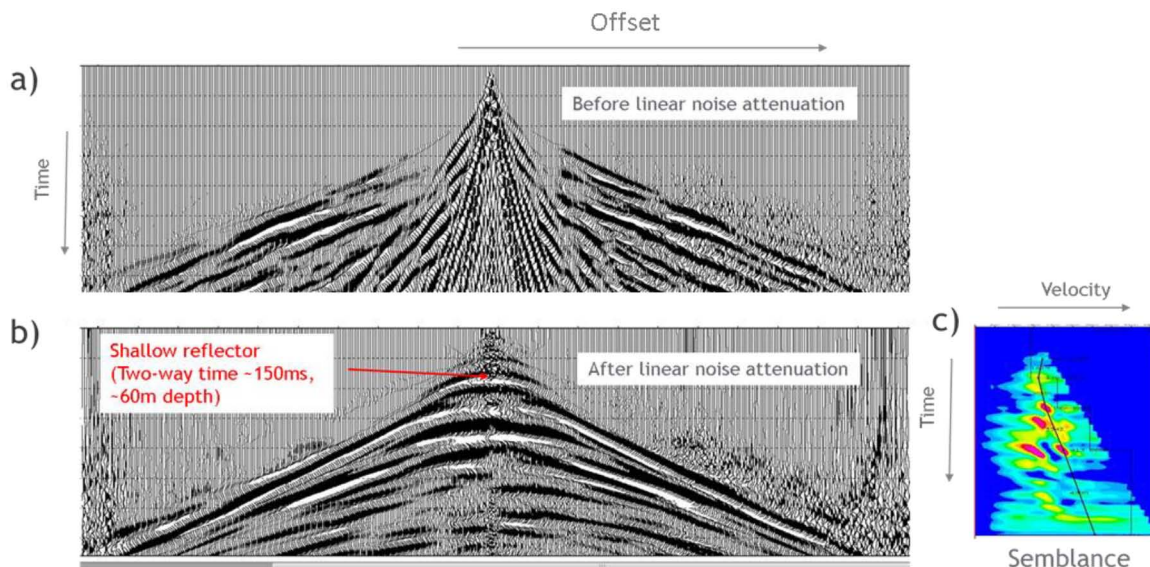 Offset
a)
Before linear noise attenuation
Time
b)
Shallow reflector
(Two-way time ~150ms,
~60m depth)
After linear noise attenuation
Velocity
c)
Time
Semblance